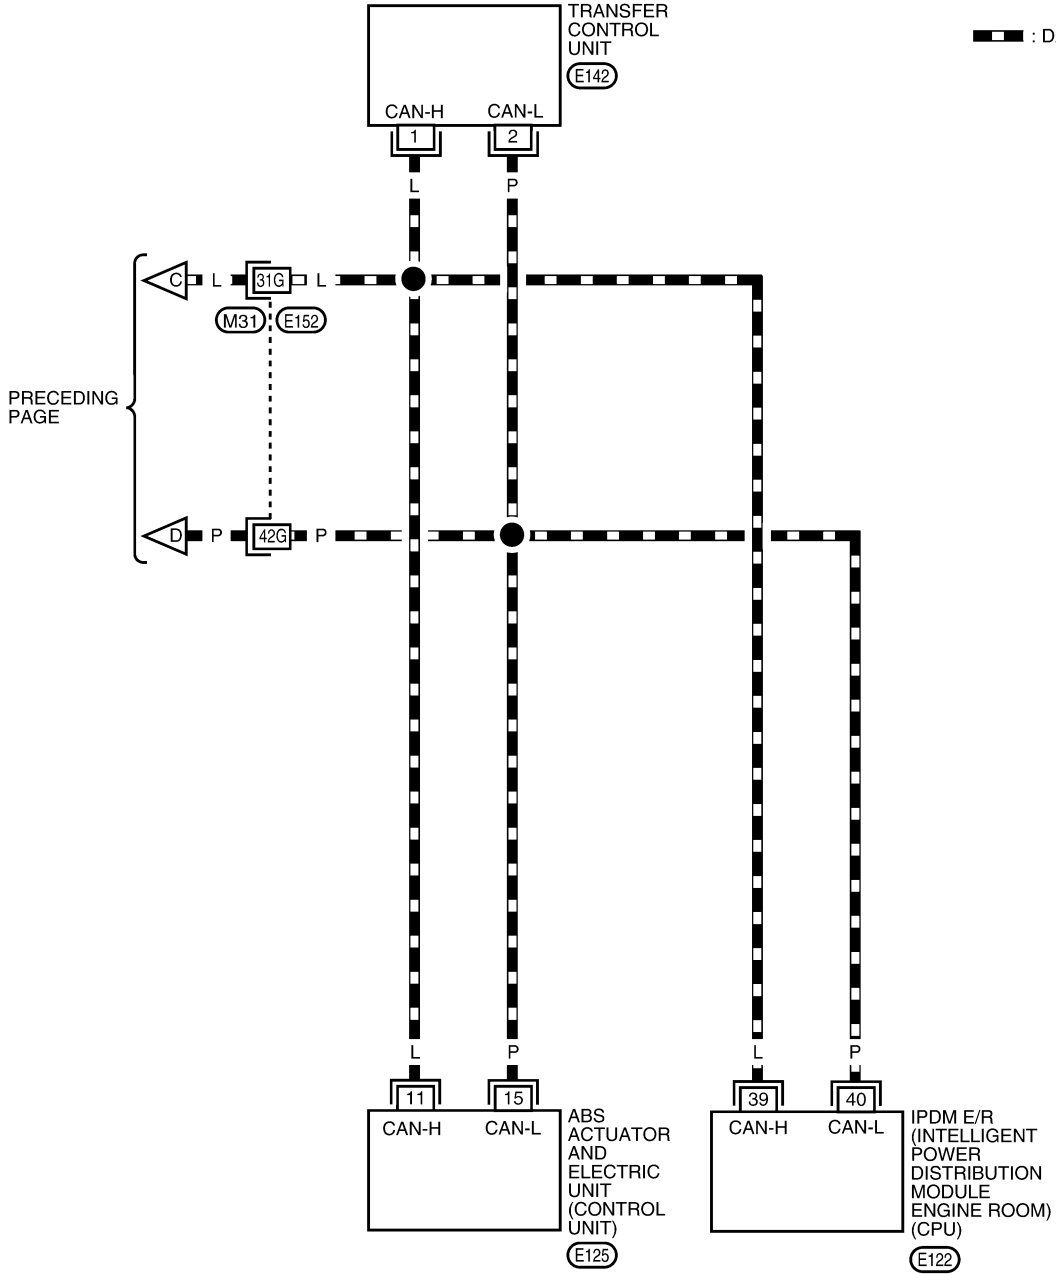 TRANSFER
CONTROL
UNIT
E142
: D
CAN-H CAN-L
1 2
L P
C L 31G L
M31 E152
PRECEDING
PAGE
D P 42G P
L P L P
11 15 39 40
CAN-H CAN-L
ABS
ACTUATOR
AND
ELECTRIC
UNIT
(CONTROL
UNIT)
E125
CAN-H CAN-L
IPDM E/R
(INTELLIGENT
POWER
DISTRIBUTION
MODULE
ENGINE ROOM)
(CPU)
E122